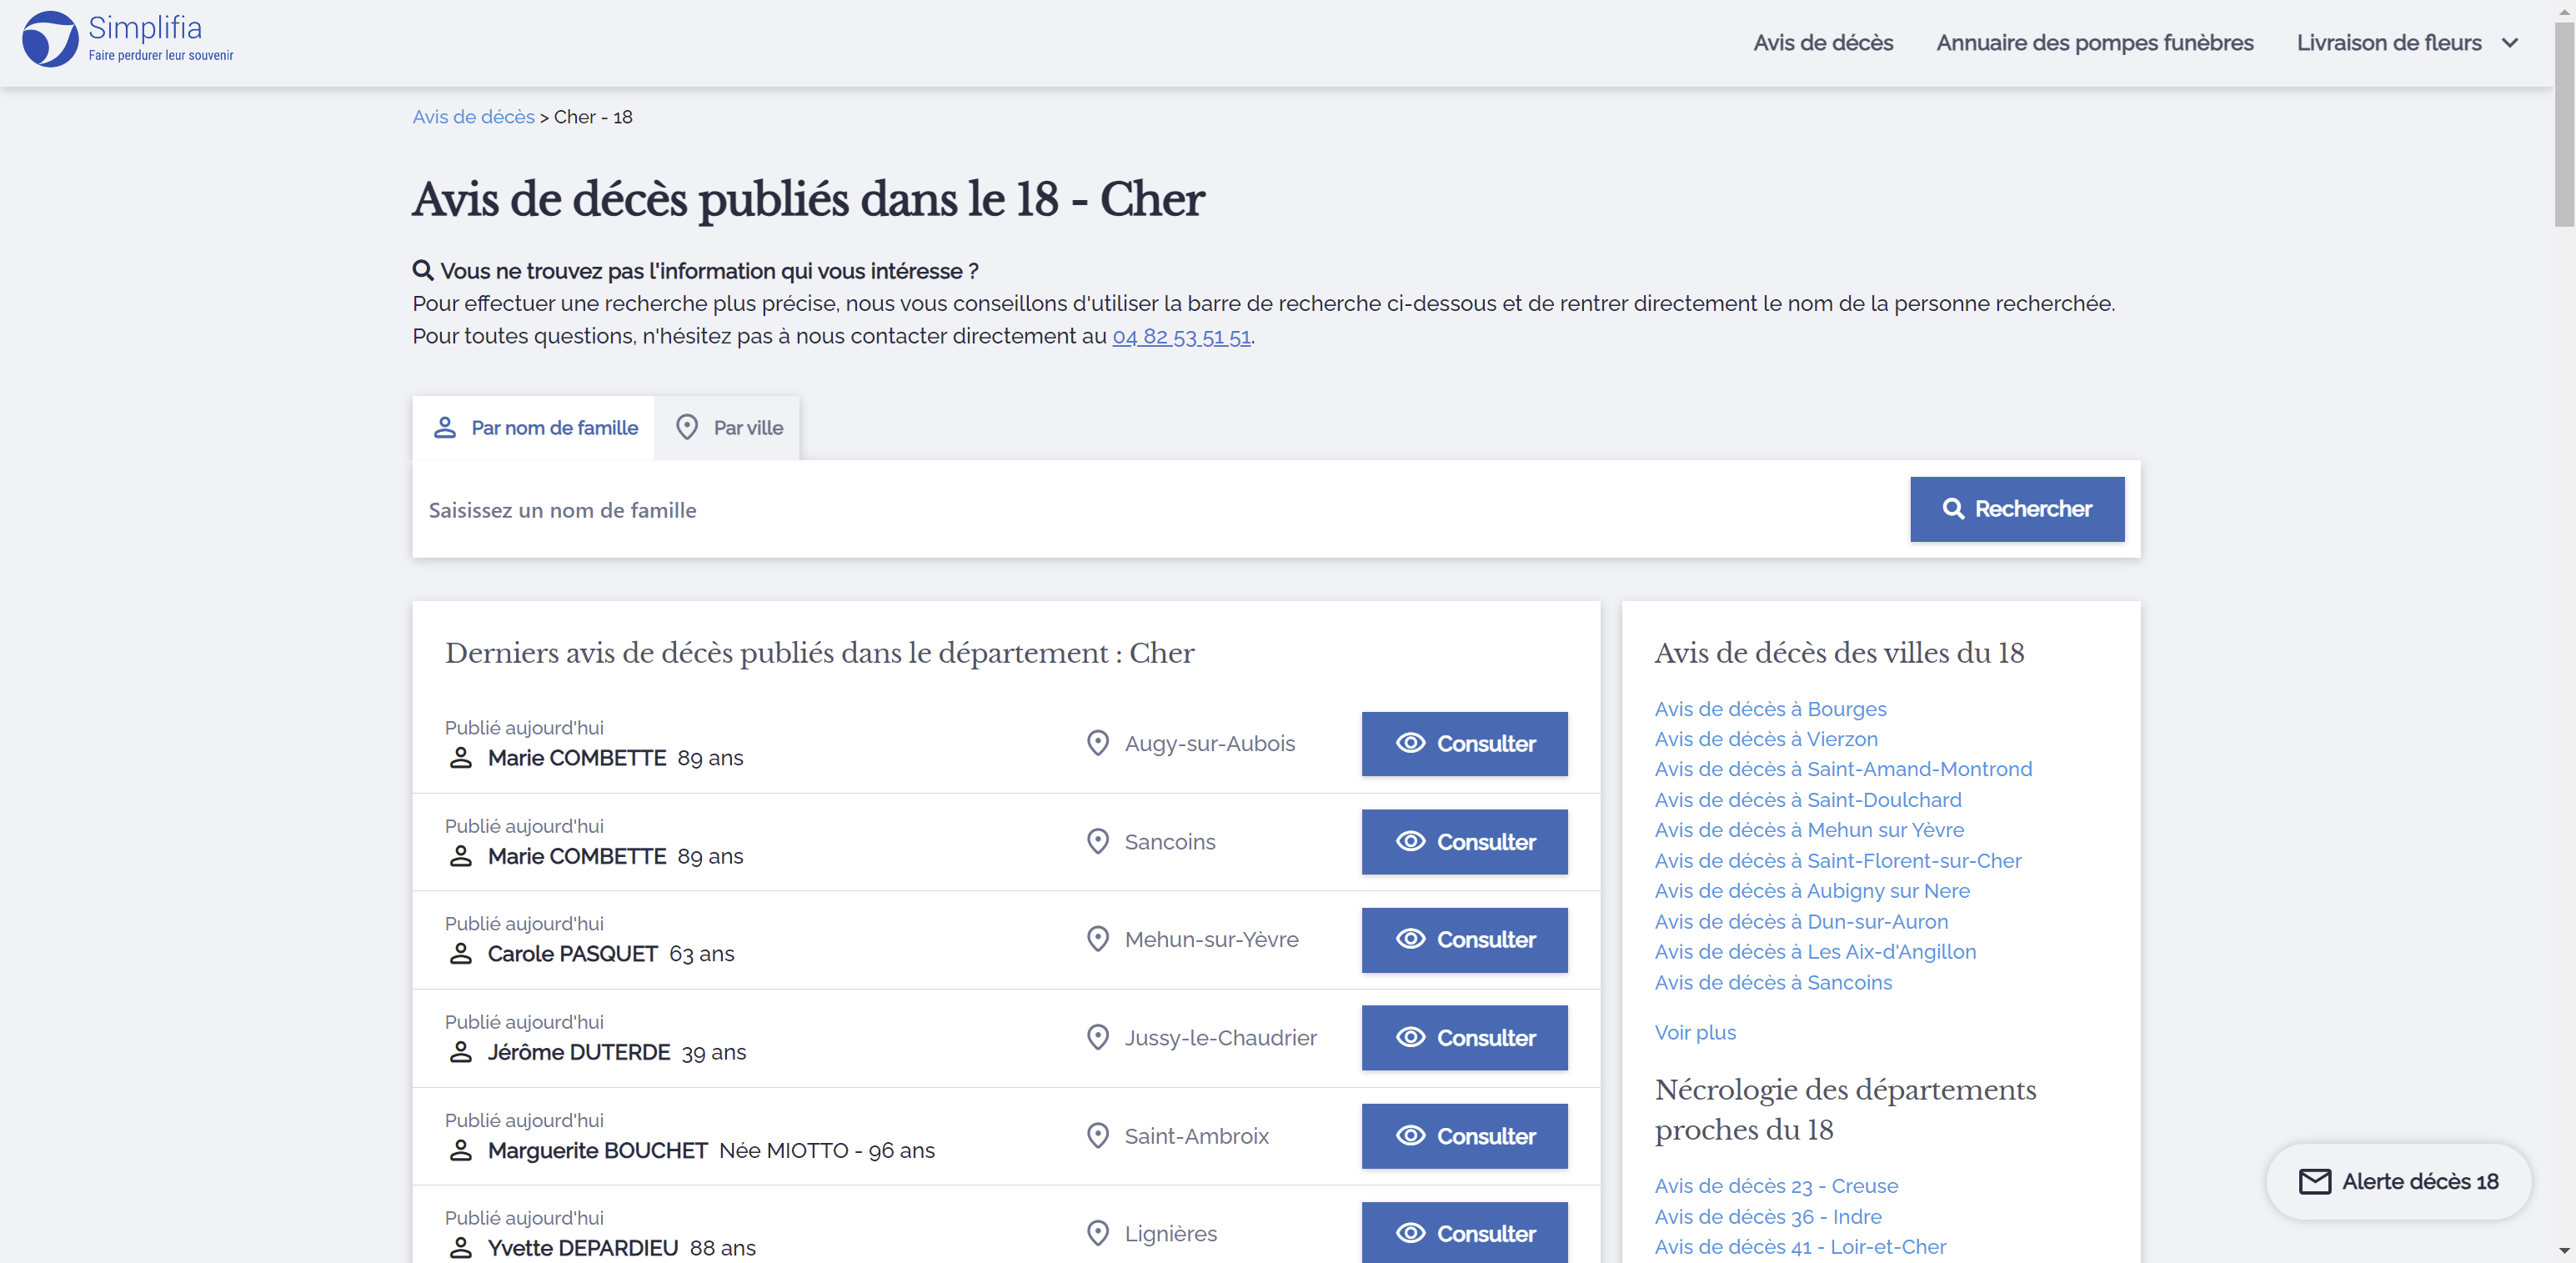 Simplifia
Faire perdurer leur souvenir
Avis de décès
Annuaire des pompes funèbres
Livraison de fleurs
Avis de décès > Cher - 18
Avis de décès publiés dans le 18 - Cher
Vous ne trouvez pas l'information qui vous intéresse ?
Pour effectuer une recherche plus précise, nous vous conseillons d'utiliser la barre de recherche ci-dessous et de rentrer directement le nom de la personne recherchée.
Pour toutes questions, n'hésitez pas à nous contacter directement au 04 82 53 51 51.
Par nom de famille
Par ville
Saisissez un nom de famille
Rechercher
Derniers avis de décès publiés dans le département : Cher
Publié aujourd'hui
Marie COMBETTE 89 ans
Augy-sur-Aubois
Consulter
Publié aujourd'hui
Marie COMBETTE 89 ans
Sancoins
Consulter
Publié aujourd'hui
Carole PASQUET 63 ans
Mehun-sur-Yèvre
Consulter
Publié aujourd'hui
Jérôme DUTERDE 39 ans
Jussy-le-Chaudrier
Consulter
Publié aujourd'hui
Marguerite BOUCHET Née MIOTTO - 96 ans
Saint-Ambroix
Consulter
Publié aujourd'hui
Yvette DEPARDIEU 88 ans
Lignières
Consulter
Avis de décès des villes du 18
Avis de décès à Bourges
Avis de décès à Vierzon
Avis de décès à Saint-Amand-Montrond
Avis de décès à Saint-Doulchard
Avis de décès à Mehun sur Yèvre
Avis de décès à Saint-Florent-sur-Cher
Avis de décès à Aubigny sur Nere
Avis de décès à Dun-sur-Auron
Avis de décès à Les Aix-d'Angillon
Avis de décès à Sancoins
Voir plus
Nécrologie des départements
proches du 18
Avis de décès 23 - Creuse
Avis de décès 36 - Indre
Avis de décès 41 - Loir-et-Cher
Alerte décès 18